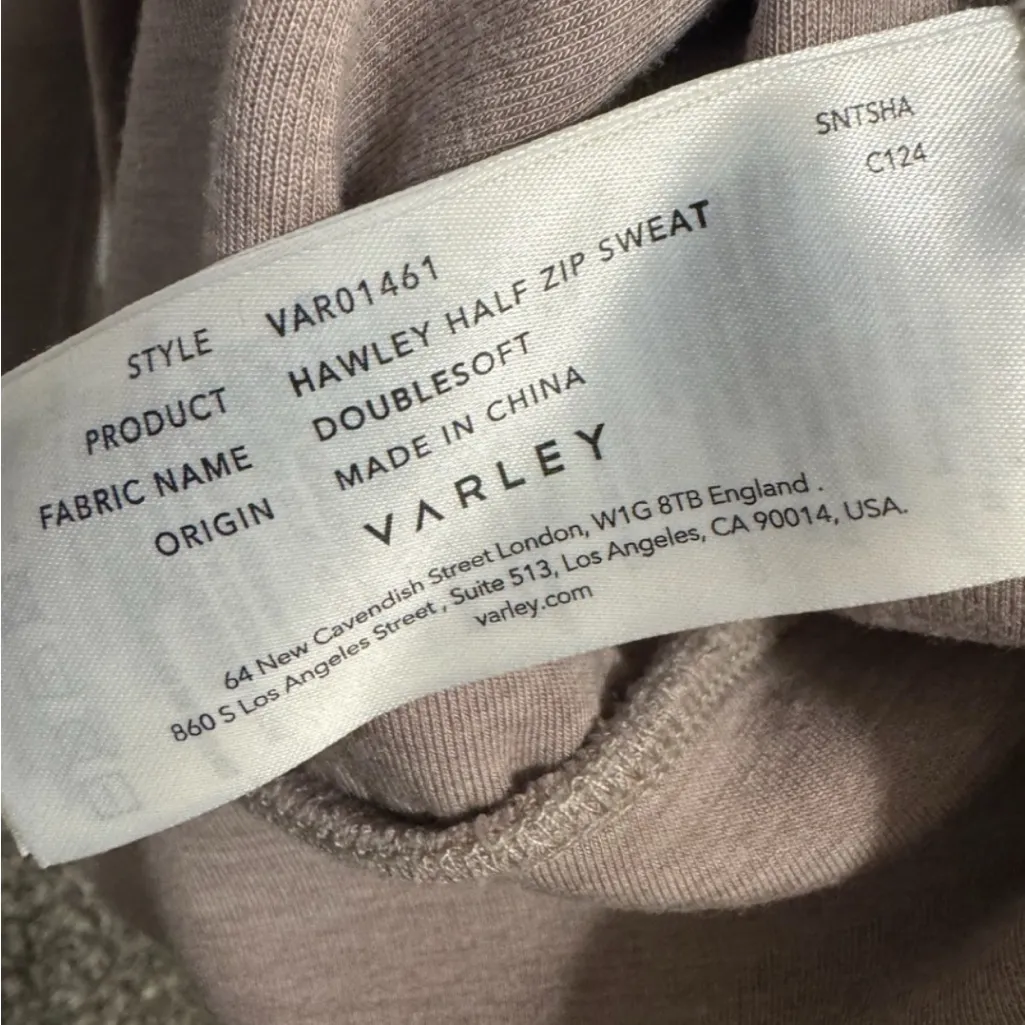 SNTSHA
C124
STYLE VAR01461
PRODUCT HAWLEY HALF ZIP SWEAT
FABRIC NAME DOUBLESOFT
ORIGIN MADE IN CHINA
VARLEY
64 New Cavendish Street London, W1G 8TB England .
860 S Los Angeles Street, Suite 513, Los Angeles, CA 90014, USA.
varley.com